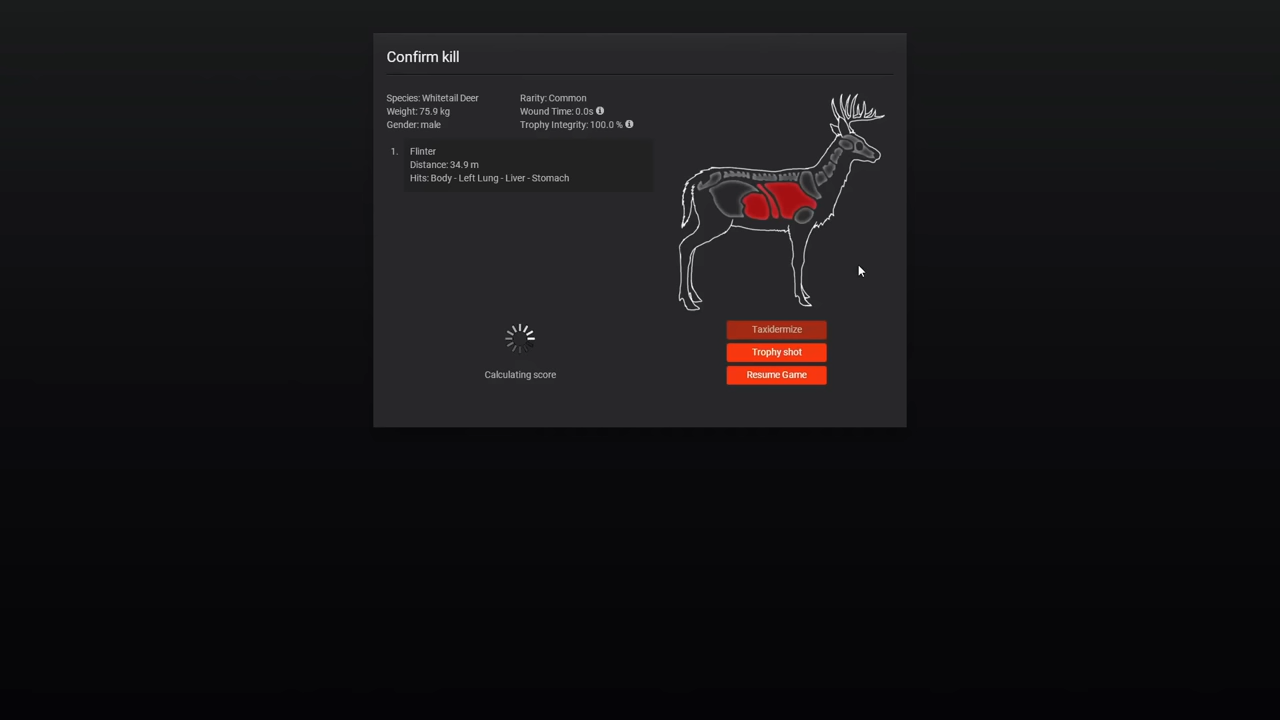 Confirm kill
Species: Whitetail Deer
Weight: 75.9 kg
Gender: male
Rarity: Common
Wound Time: 0.0s
Trophy Integrity: 100.0 %
1. Flinter
Distance: 34.9 m
Hits: Body - Left Lung - Liver - Stomach
Calculating score
Taxidermize
Trophy shot
Resume Game